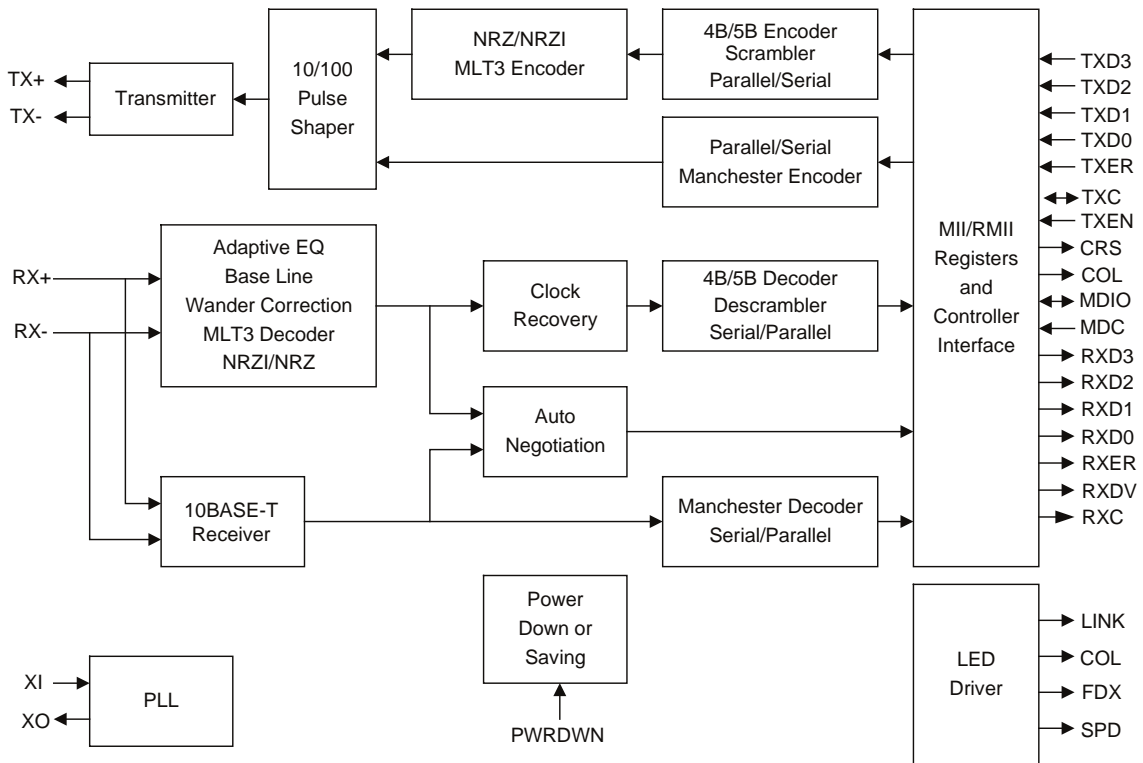 TX+
TX-
Transmitter
10/100
Pulse
Shaper
NRZ/NRZI
MLT3 Encoder
4B/5B Encoder
Scrambler
Parallel/Serial
Parallel/Serial
Manchester Encoder
RX+
RX-
Adaptive EQ
Base Line
Wander Correction
MLT3 Decoder
NRZI/NRZ
Clock
Recovery
4B/5B Decoder
Descrambler
Serial/Parallel
Auto
Negotiation
10BASE-T
Receiver
Manchester Decoder
Serial/Parallel
MII/RMII
Registers
and
Controller
Interface
TXD3
TXD2
TXD1
TXD0
TXER
TXC
TXEN
CRS
COL
MDIO
MDC
RXD3
RXD2
RXD1
RXD0
RXER
RXDV
RXC
XI
XO
PLL
Power
Down or
Saving
PWRDWN
LED
Driver
LINK
COL
FDX
SPD